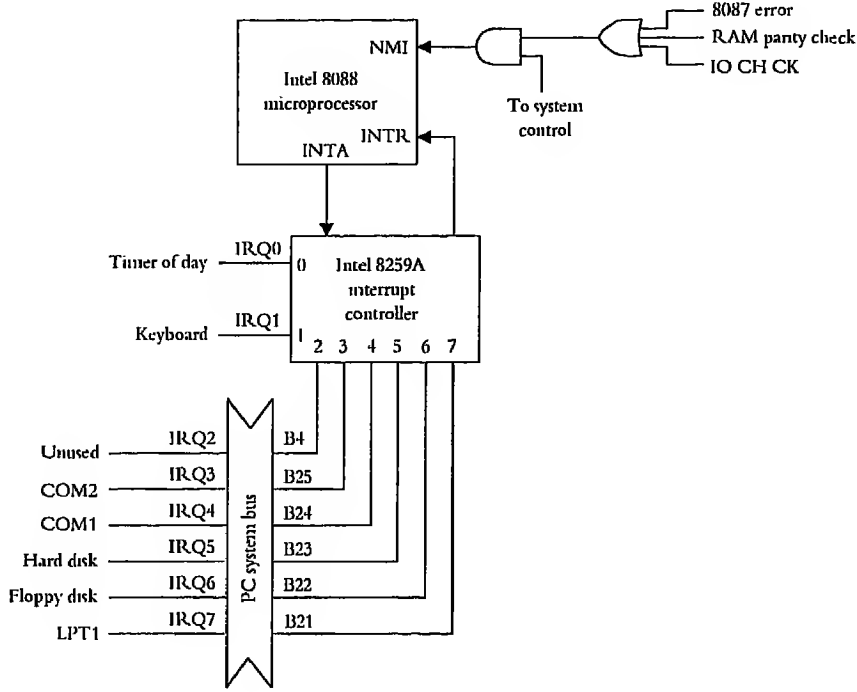 8087 error
RAM parity check
IO CH CK
NMI
Intel 8088
microprocessor
To system
control
INTR
INTA
Timer of day
IRQ0
0
Intel 8259A
interrupt
controller
Keyboard
IRQ1
1
2 3 4 5 6 7
Unused IRQ2 B4
COM2 IRQ3 B25
COM1 IRQ4 B24
Hard disk IRQ5 B23
Floppy disk IRQ6 B22
LPT1 IRQ7 B21
PC system bus